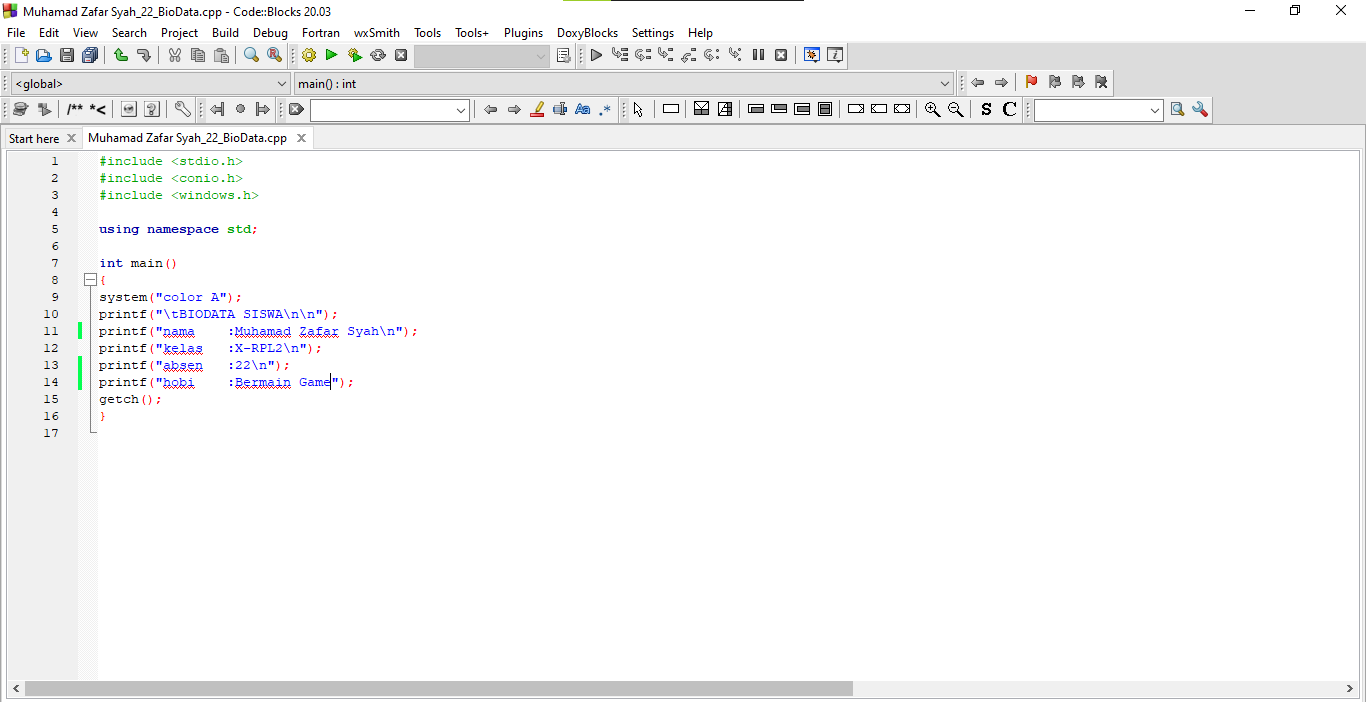 Muhamad Zafar Syah_22_BioData.cpp - Code::Blocks 20.03
File Edit View Search Project Build Debug Fortran wxSmith Tools Tools+ Plugins DoxyBlocks Settings Help
<global> main() : int
/** *< Aa .* S C
Start here Muhamad Zafar Syah_22_BioData.cpp
1 #include <stdio.h>
2 #include <conio.h>
3 #include <windows.h>
4
5 using namespace std;
6
7 int main()
8 {
9 system("color A");
10 printf("\tBIODATA SISWA\n\n");
11 printf("nama    :Muhamad Zafar Syah\n");
12 printf("kelas   :X-RPL2\n");
13 printf("absen   :22\n");
14 printf("hobi    :Bermain Game");
15 getch();
16 }
17